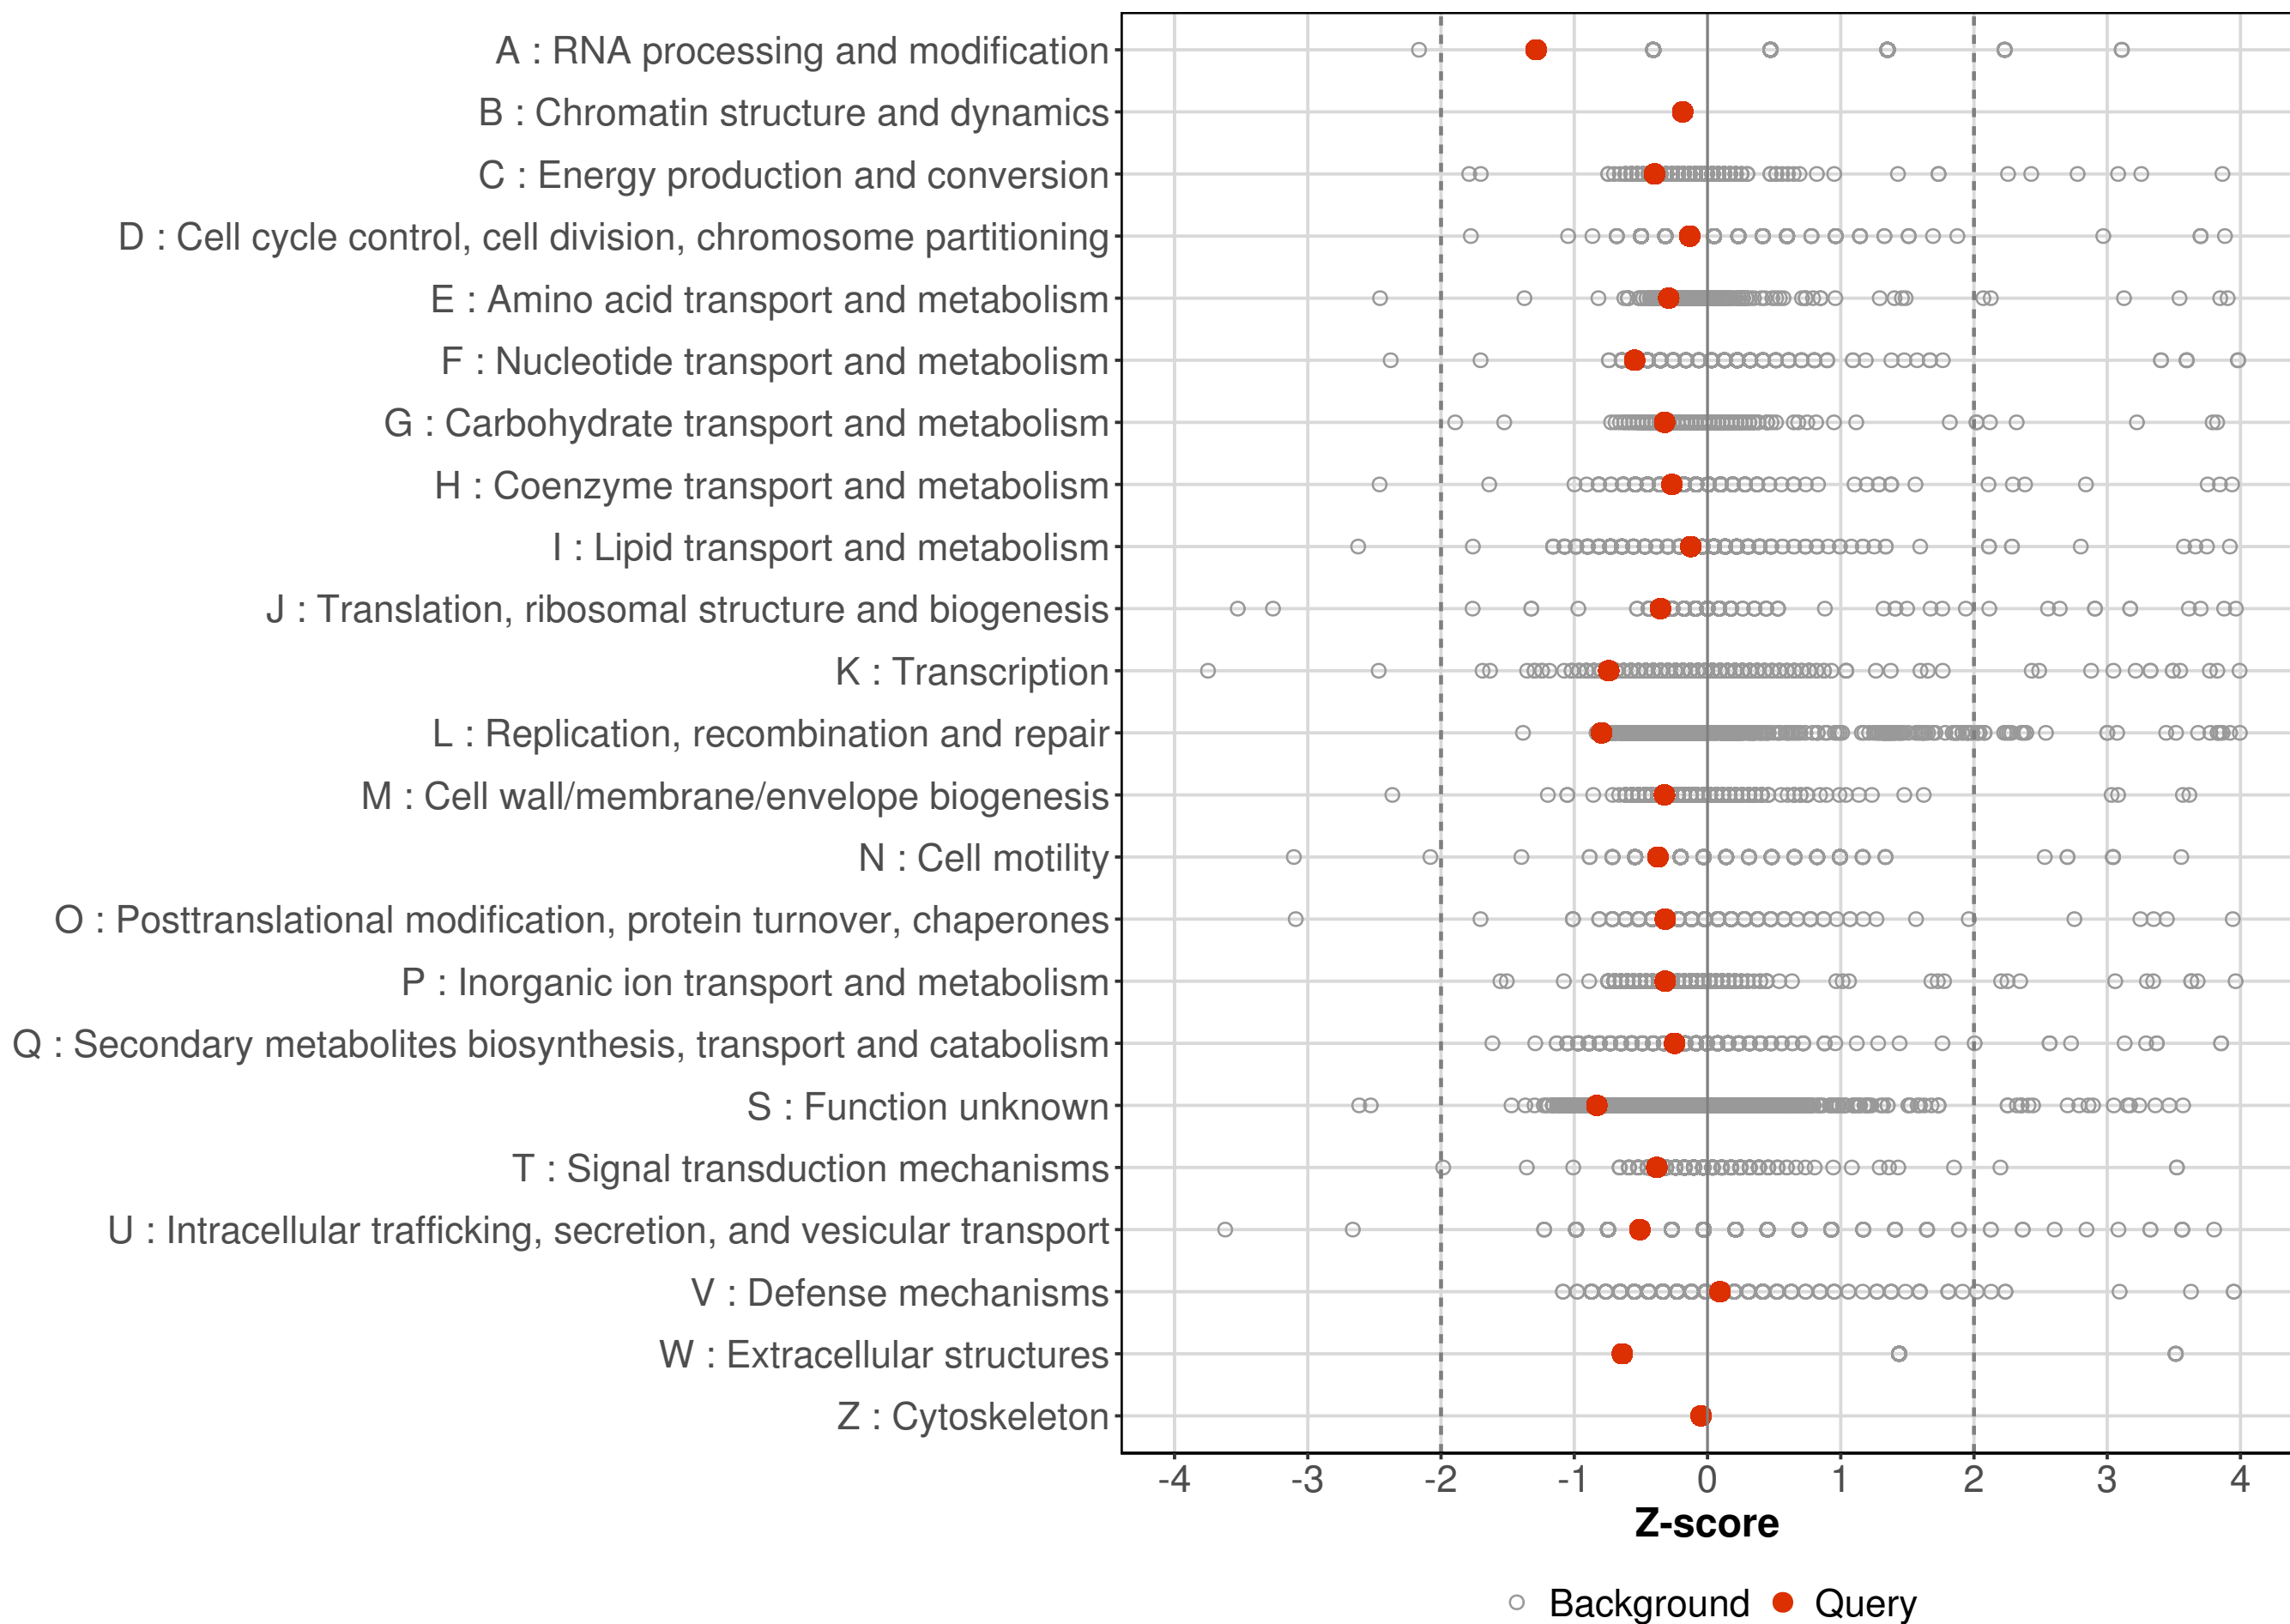 A : RNA processing and modification
B : Chromatin structure and dynamics
C : Energy production and conversion
D : Cell cycle control, cell division, chromosome partitioning
E : Amino acid transport and metabolism
F : Nucleotide transport and metabolism
G : Carbohydrate transport and metabolism
H : Coenzyme transport and metabolism
I : Lipid transport and metabolism
J : Translation, ribosomal structure and biogenesis
K : Transcription
L : Replication, recombination and repair
M : Cell wall/membrane/envelope biogenesis
N : Cell motility
O : Posttranslational modification, protein turnover, chaperones
P : Inorganic ion transport and metabolism
Q : Secondary metabolites biosynthesis, transport and catabolism
S : Function unknown
T : Signal transduction mechanisms
U : Intracellular trafficking, secretion, and vesicular transport
V : Defense mechanisms
W : Extracellular structures
Z : Cytoskeleton
-4 -3 -2 -1 0 1 2 3 4
Z-score
Background Query